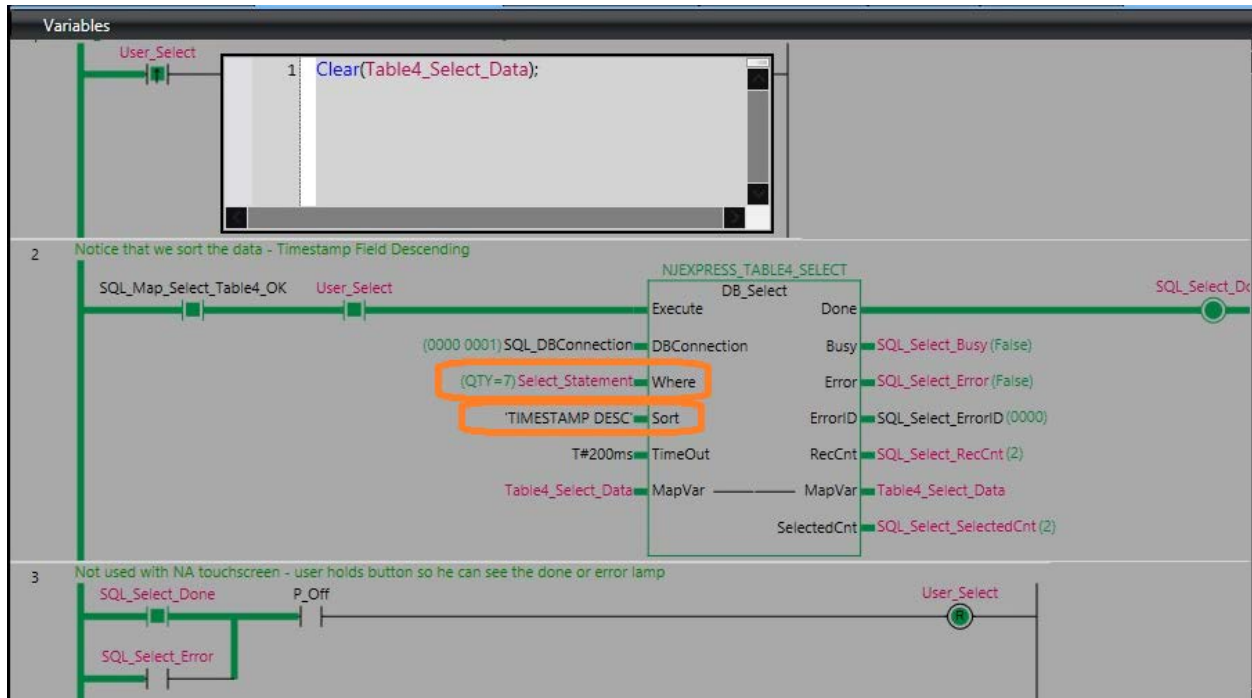 Variables
User_Select
1 Clear(Table4_Select_Data);
2 Notice that we sort the data - Timestamp Field Descending
NJEXPRESS_TABLE4_SELECT
SQL_Map_Select_Table4_OK User_Select DB_Select SQL_Select_Do
Execute Done
(0000 0001) SQL_DBConnection DBConnection Busy SQL_Select_Busy (False)
(QTY=7) Select_Statement Where Error SQL_Select_Error (False)
'TIMESTAMP DESC' Sort ErrorID SQL_Select_ErrorID (0000)
T#200ms TimeOut RecCnt SQL_Select_RecCnt (2)
Table4_Select_Data MapVar MapVar Table4_Select_Data
SelectedCnt SQL_Select_SelectedCnt (2)
3 Not used with NA touchscreen - user holds button so he can see the done or error lamp
SQL_Select_Done P_Off User_Select
R
SQL_Select_Error